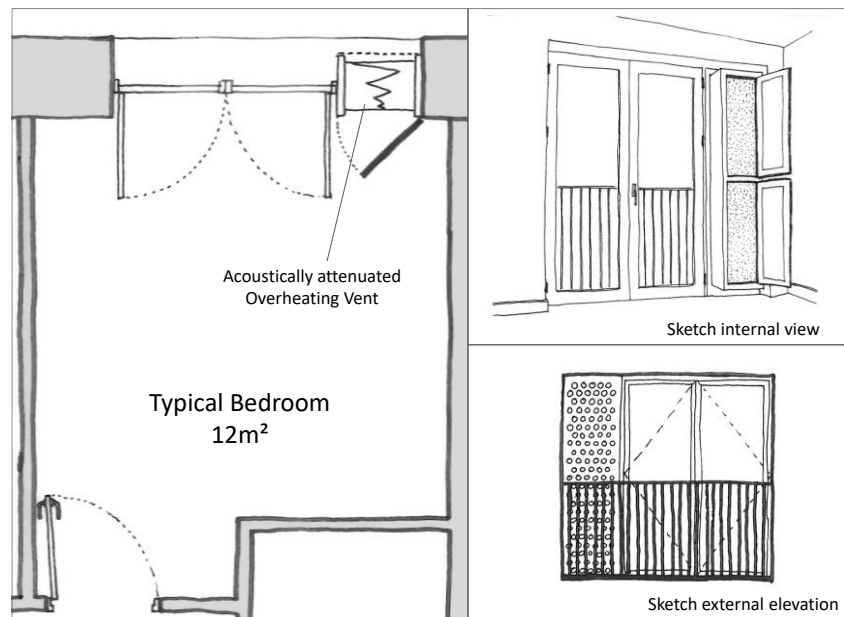 Acoustically attenuated
Overheating Vent
Typical Bedroom
12m²
Sketch internal view
Sketch external elevation